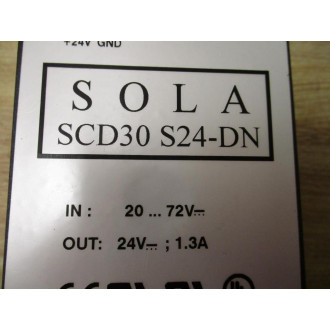 +24V GND
S O L A
SCD30 S24-DN
IN : 20 ... 72V⎓
OUT: 24V⎓ ; 1.3A